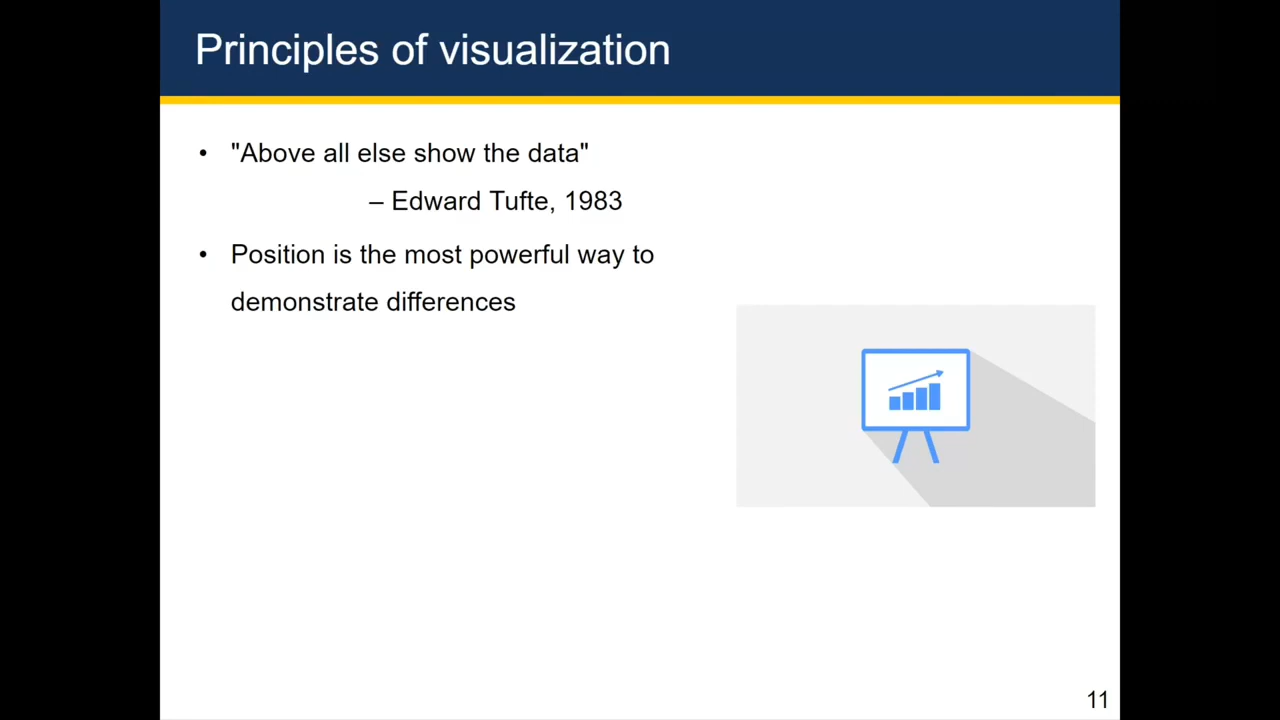 Principles of visualization
• "Above all else show the data"
– Edward Tufte, 1983
• Position is the most powerful way to
demonstrate differences
11